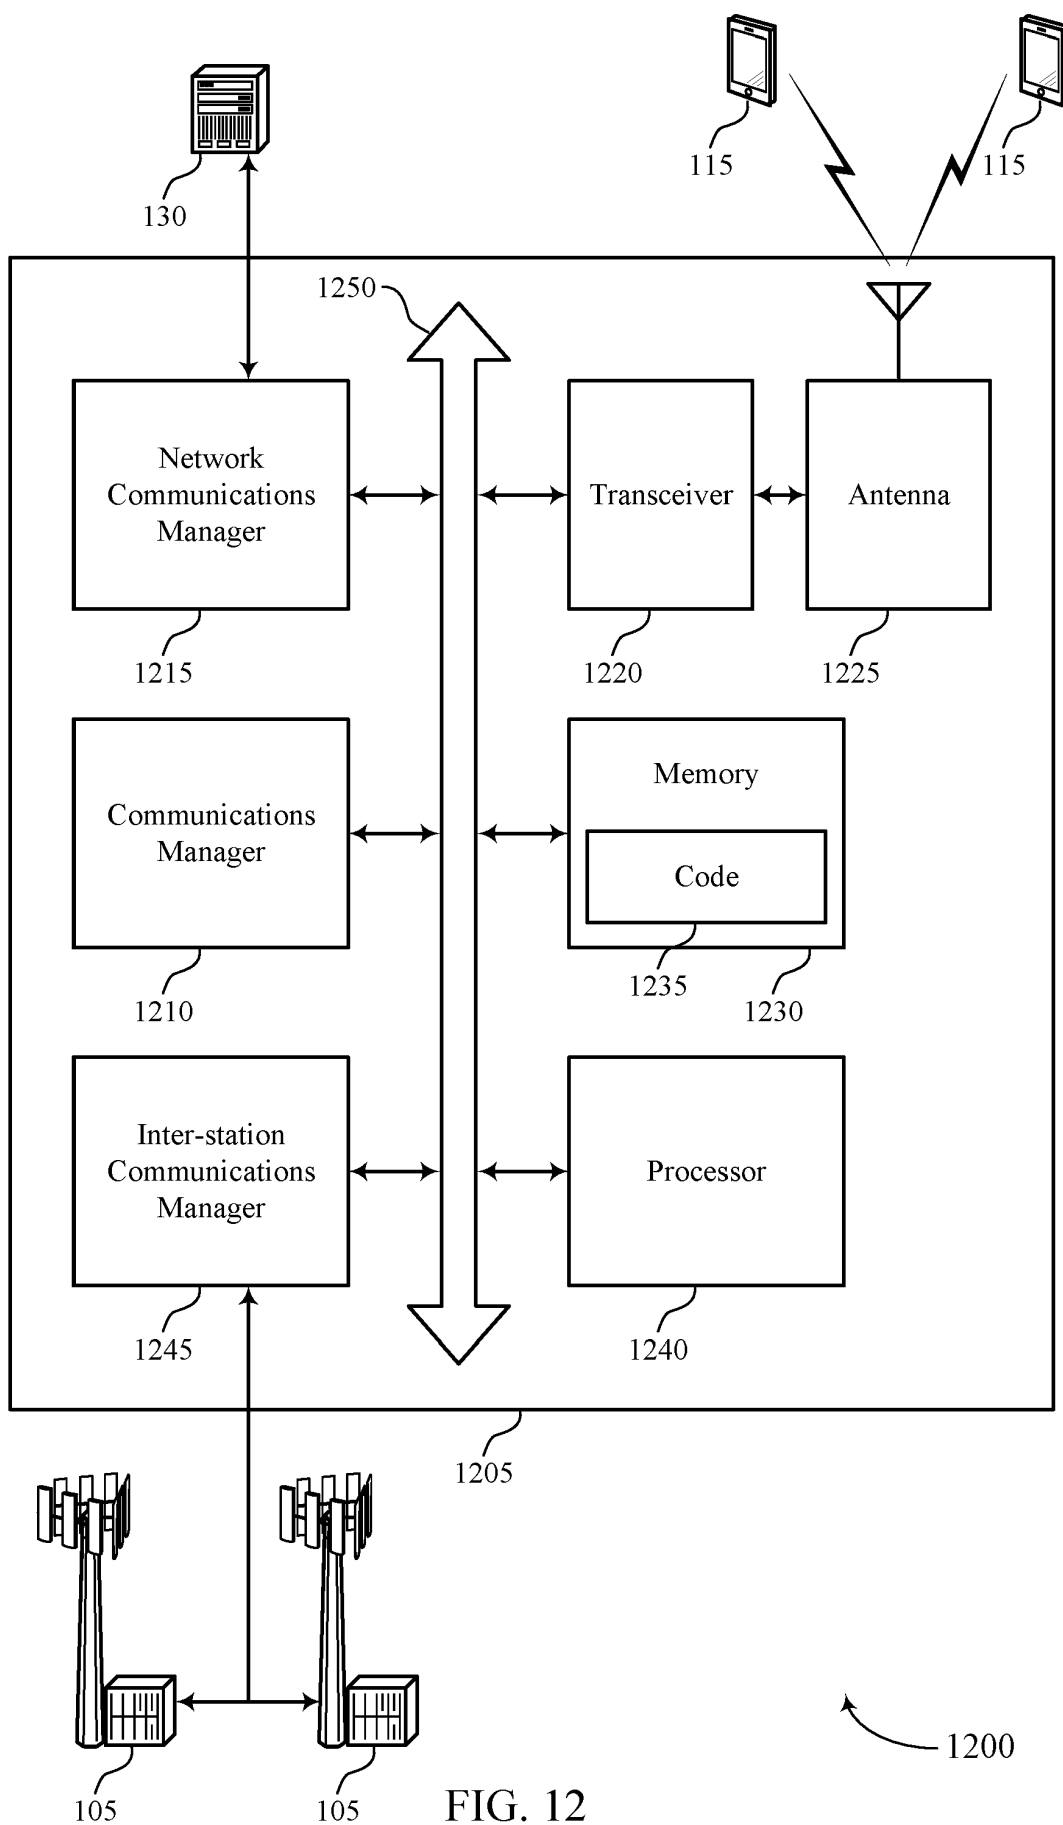 115
115
130
1250
Network
Communications
Manager
Transceiver
Antenna
1215
1220
1225
Communications
Manager
Memory
Code
1235
1210
1230
Inter-station
Communications
Manager
Processor
1245
1240
1205
1200
105
105
FIG. 12